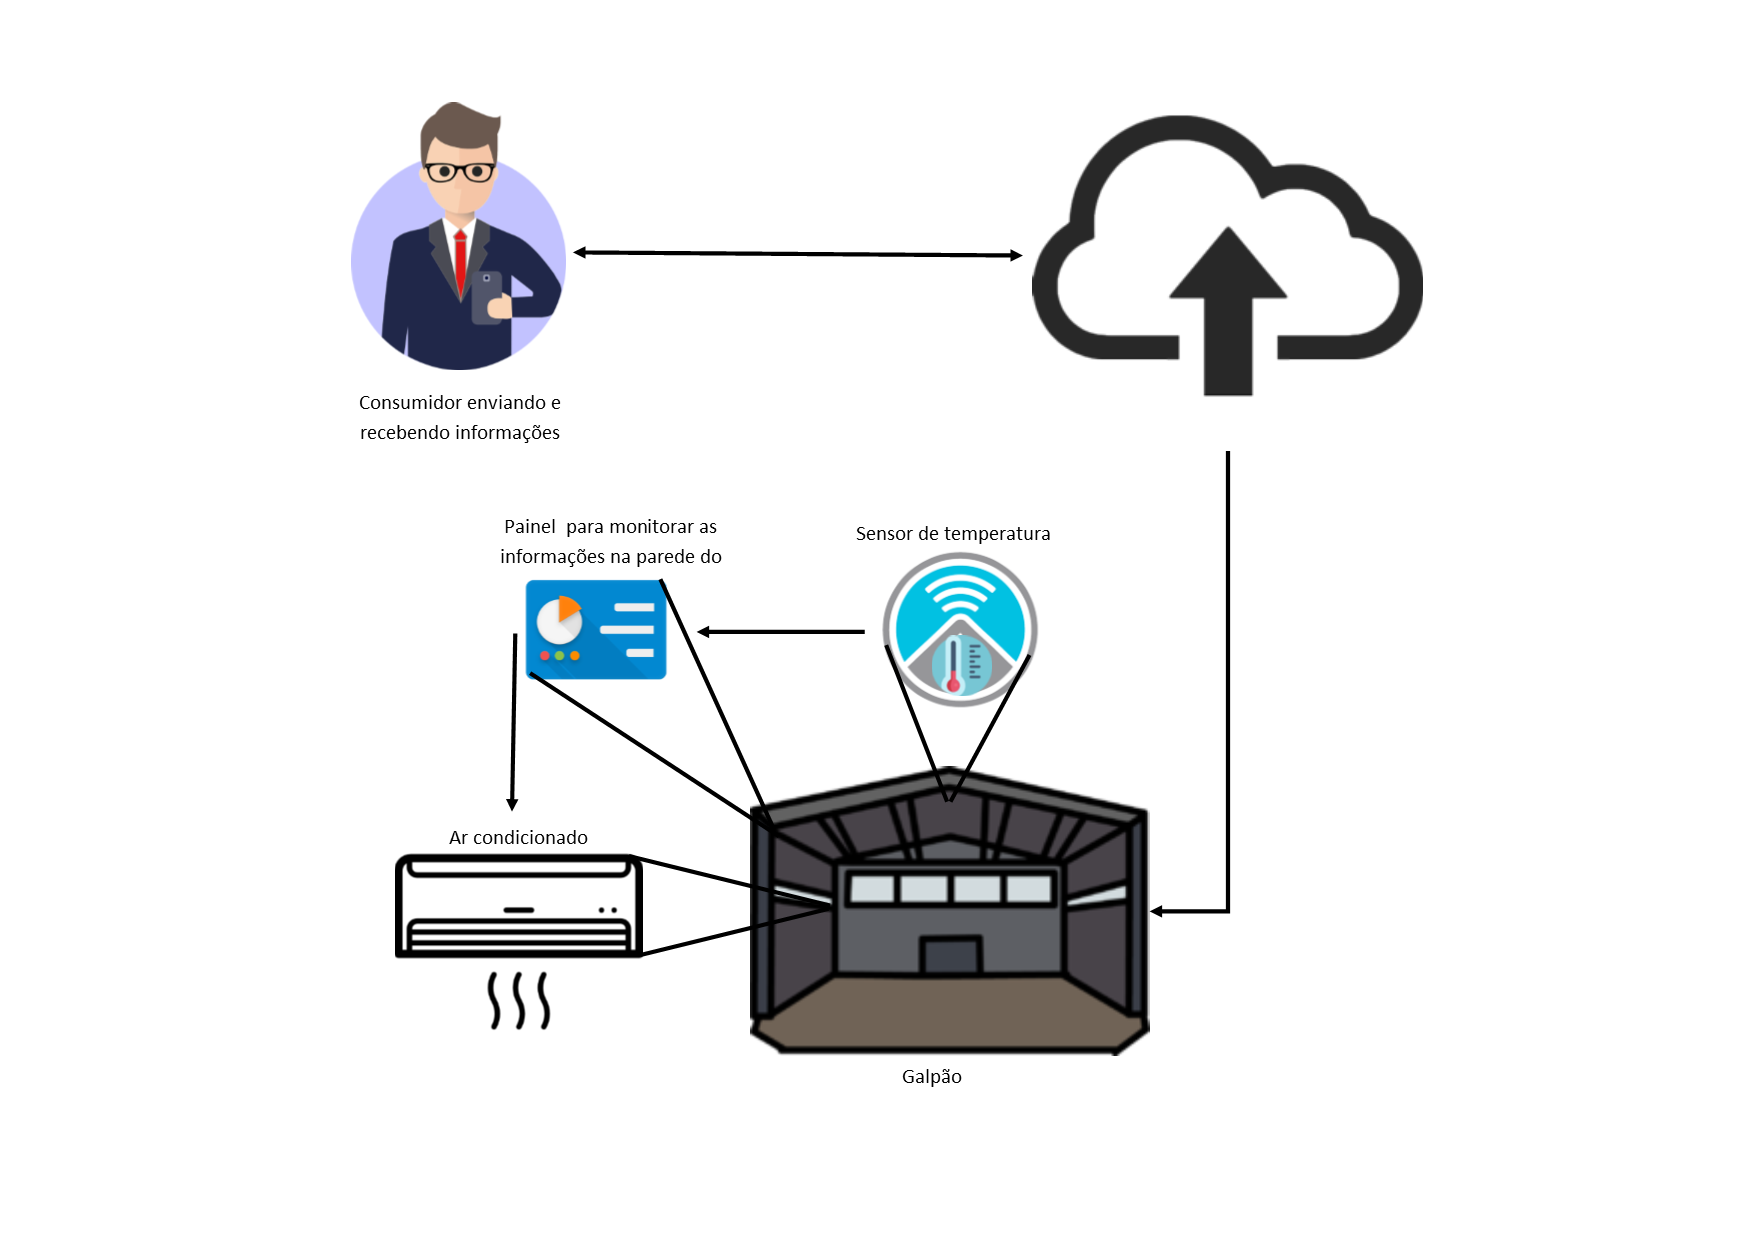 Consumidor enviando e
recebendo informações
Painel  para monitorar as
informações na parede do
Sensor de temperatura
Ar condicionado
Galpão